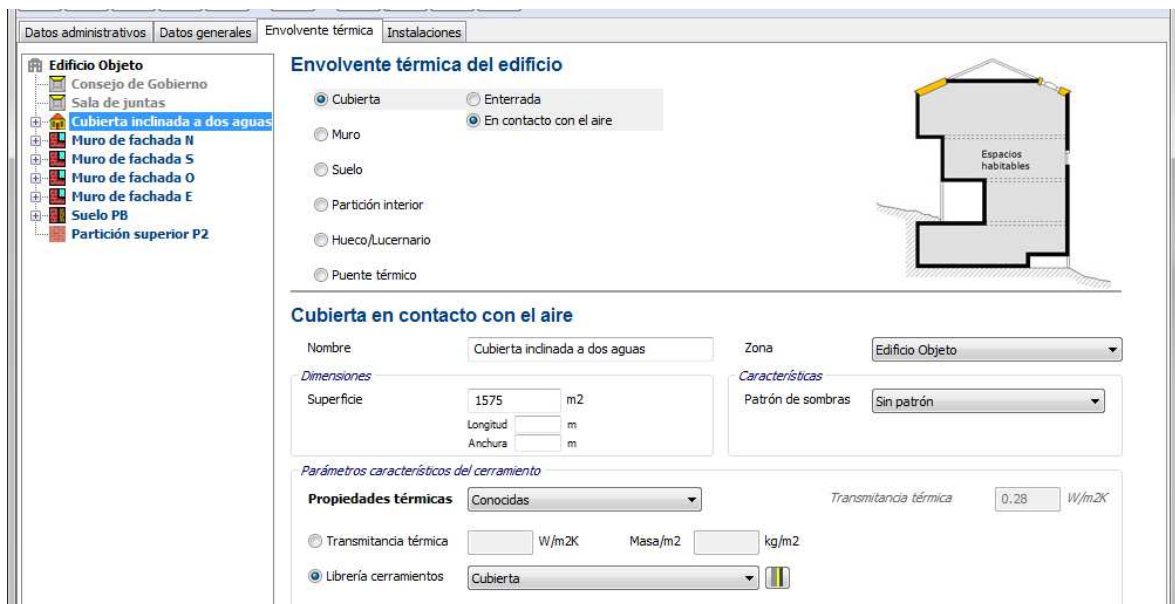 Datos administrativos Datos generales Envolvente térmica Instalaciones
Edificio Objeto
Consejo de Gobierno
Sala de juntas
Cubierta inclinada a dos aguas
Muro de fachada N
Muro de fachada S
Muro de fachada O
Muro de fachada E
Suelo PB
Partición superior P2
Envolvente térmica del edificio
Cubierta Enterrada
En contacto con el aire
Muro
Suelo
Partición interior
Hueco/Lucernario
Puente térmico
Espacios
habitables
Cubierta en contacto con el aire
Nombre Cubierta inclinada a dos aguas Zona Edificio Objeto
Dimensiones Características
Superficie 1575 m2 Patrón de sombras Sin patrón
Longitud m
Anchura m
Parámetros característicos del cerramiento
Propiedades térmicas Conocidas Transmitancia térmica 0.28 W/m2K
Transmitancia térmica W/m2K Masa/m2 kg/m2
Librería cerramientos Cubierta